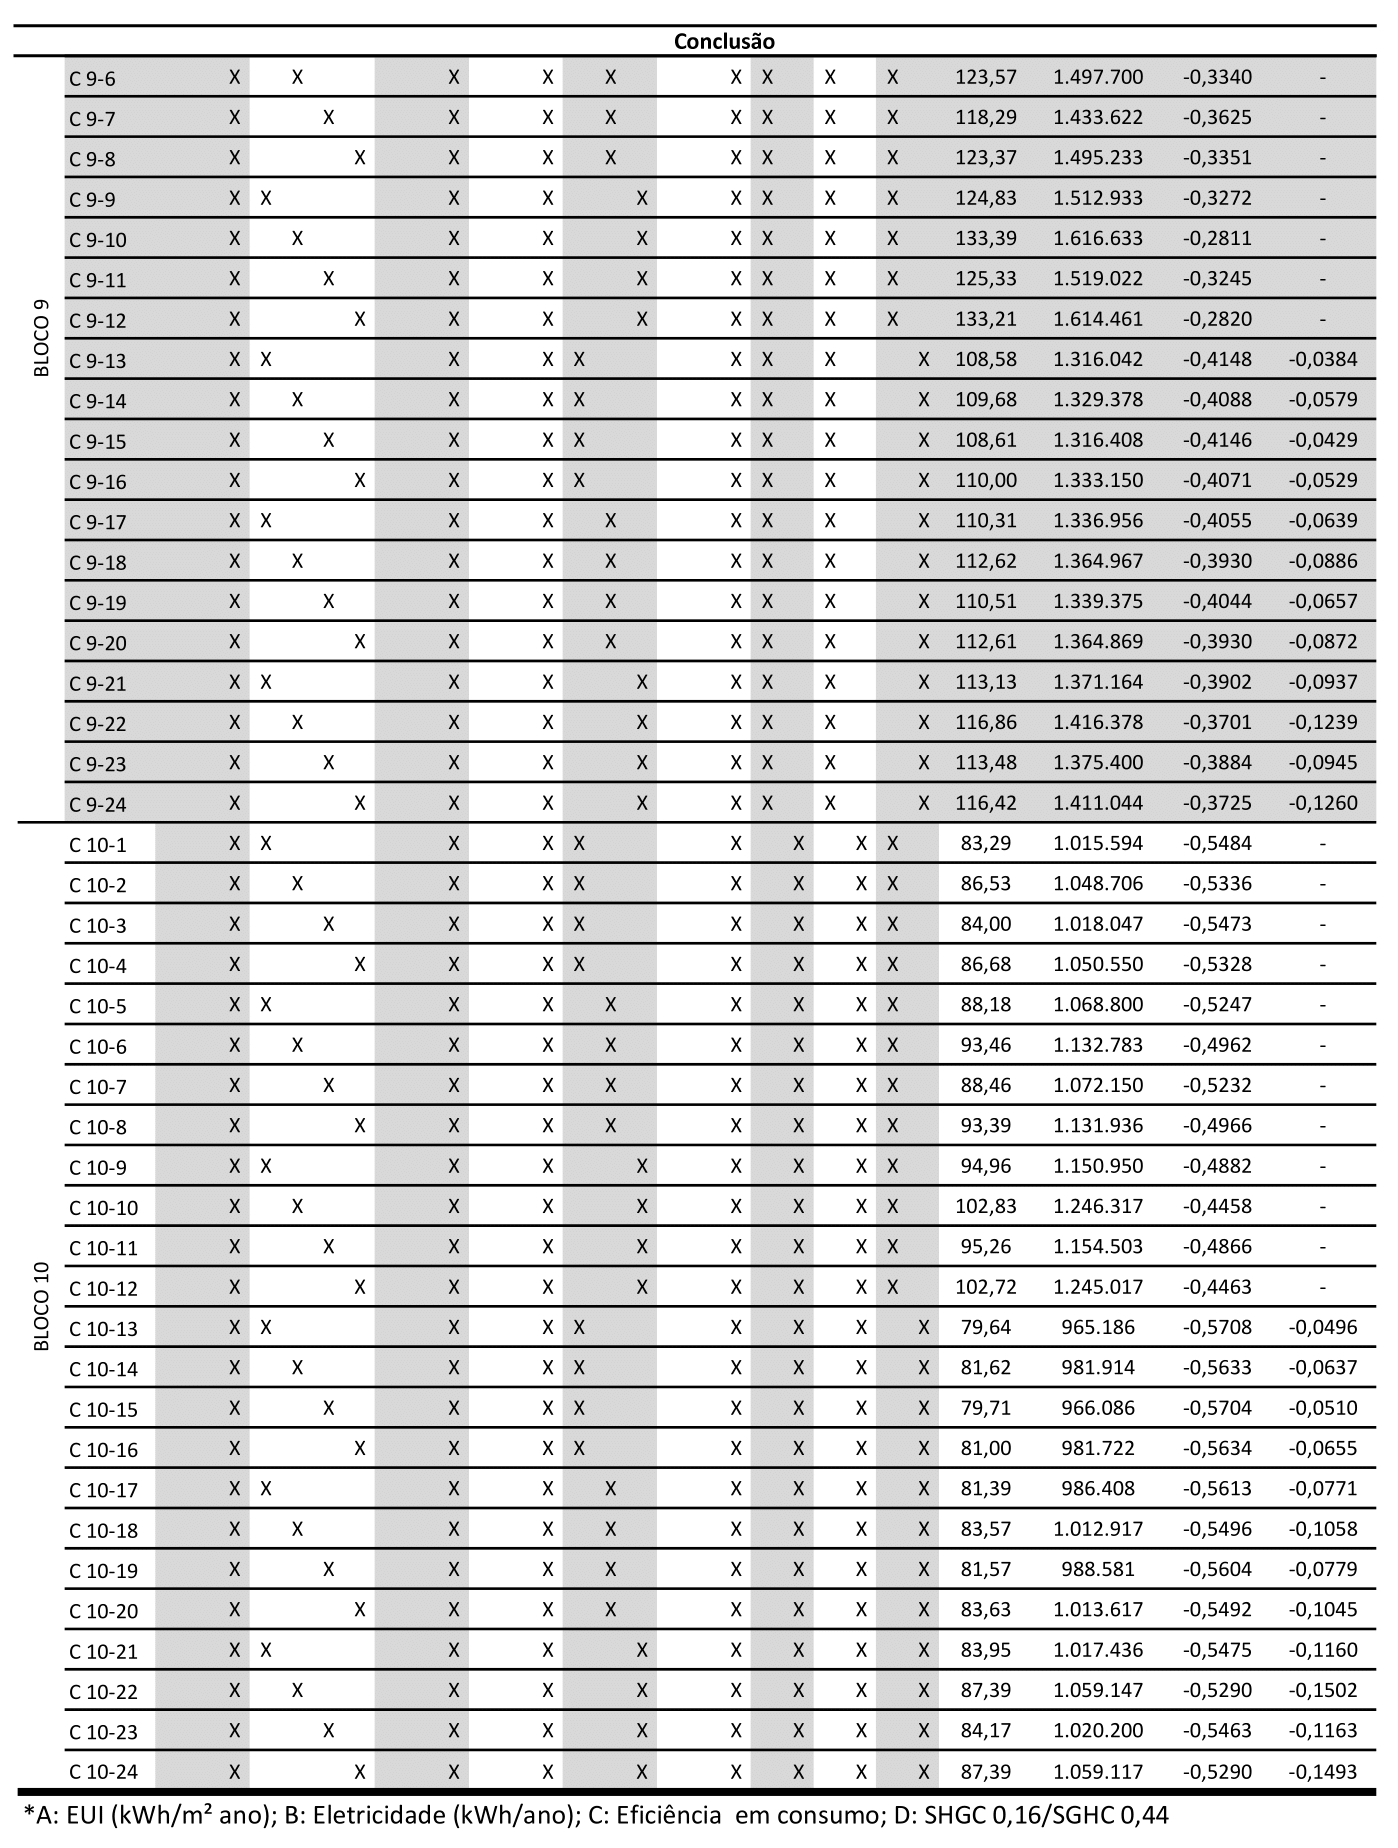 Conclusão
BLOCO 9
C 9-6 X X X X X X X X X 123,57 1.497.700 -0,3340 -
C 9-7 X X X X X X X X X 118,29 1.433.622 -0,3625 -
C 9-8 X X X X X X X X X 123,37 1.495.233 -0,3351 -
C 9-9 X X X X X X X X X 124,83 1.512.933 -0,3272 -
C 9-10 X X X X X X X X X 133,39 1.616.633 -0,2811 -
C 9-11 X X X X X X X X X 125,33 1.519.022 -0,3245 -
C 9-12 X X X X X X X X X 133,21 1.614.461 -0,2820 -
C 9-13 X X X X X X X X X 108,58 1.316.042 -0,4148 -0,0384
C 9-14 X X X X X X X X X 109,68 1.329.378 -0,4088 -0,0579
C 9-15 X X X X X X X X X 108,61 1.316.408 -0,4146 -0,0429
C 9-16 X X X X X X X X X 110,00 1.333.150 -0,4071 -0,0529
C 9-17 X X X X X X X X X 110,31 1.336.956 -0,4055 -0,0639
C 9-18 X X X X X X X X X 112,62 1.364.967 -0,3930 -0,0886
C 9-19 X X X X X X X X X 110,51 1.339.375 -0,4044 -0,0657
C 9-20 X X X X X X X X X 112,61 1.364.869 -0,3930 -0,0872
C 9-21 X X X X X X X X X 113,13 1.371.164 -0,3902 -0,0937
C 9-22 X X X X X X X X X 116,86 1.416.378 -0,3701 -0,1239
C 9-23 X X X X X X X X X 113,48 1.375.400 -0,3884 -0,0945
C 9-24 X X X X X X X X X 116,42 1.411.044 -0,3725 -0,1260
BLOCO 10
C 10-1 X X X X X X X X X 83,29 1.015.594 -0,5484 -
C 10-2 X X X X X X X X X 86,53 1.048.706 -0,5336 -
C 10-3 X X X X X X X X X 84,00 1.018.047 -0,5473 -
C 10-4 X X X X X X X X X 86,68 1.050.550 -0,5328 -
C 10-5 X X X X X X X X X 88,18 1.068.800 -0,5247 -
C 10-6 X X X X X X X X X 93,46 1.132.783 -0,4962 -
C 10-7 X X X X X X X X X 88,46 1.072.150 -0,5232 -
C 10-8 X X X X X X X X X 93,39 1.131.936 -0,4966 -
C 10-9 X X X X X X X X X 94,96 1.150.950 -0,4882 -
C 10-10 X X X X X X X X X 102,83 1.246.317 -0,4458 -
C 10-11 X X X X X X X X X 95,26 1.154.503 -0,4866 -
C 10-12 X X X X X X X X X 102,72 1.245.017 -0,4463 -
C 10-13 X X X X X X X X X 79,64 965.186 -0,5708 -0,0496
C 10-14 X X X X X X X X X 81,62 981.914 -0,5633 -0,0637
C 10-15 X X X X X X X X X 79,71 966.086 -0,5704 -0,0510
C 10-16 X X X X X X X X X 81,00 981.722 -0,5634 -0,0655
C 10-17 X X X X X X X X X 81,39 986.408 -0,5613 -0,0771
C 10-18 X X X X X X X X X 83,57 1.012.917 -0,5496 -0,1058
C 10-19 X X X X X X X X X 81,57 988.581 -0,5604 -0,0779
C 10-20 X X X X X X X X X 83,63 1.013.617 -0,5492 -0,1045
C 10-21 X X X X X X X X X 83,95 1.017.436 -0,5475 -0,1160
C 10-22 X X X X X X X X X 87,39 1.059.147 -0,5290 -0,1502
C 10-23 X X X X X X X X X 84,17 1.020.200 -0,5463 -0,1163
C 10-24 X X X X X X X X X 87,39 1.059.117 -0,5290 -0,1493
*A: EUI (kWh/m² ano); B: Eletricidade (kWh/ano); C: Eficiência em consumo; D: SHGC 0,16/SGHC 0,44